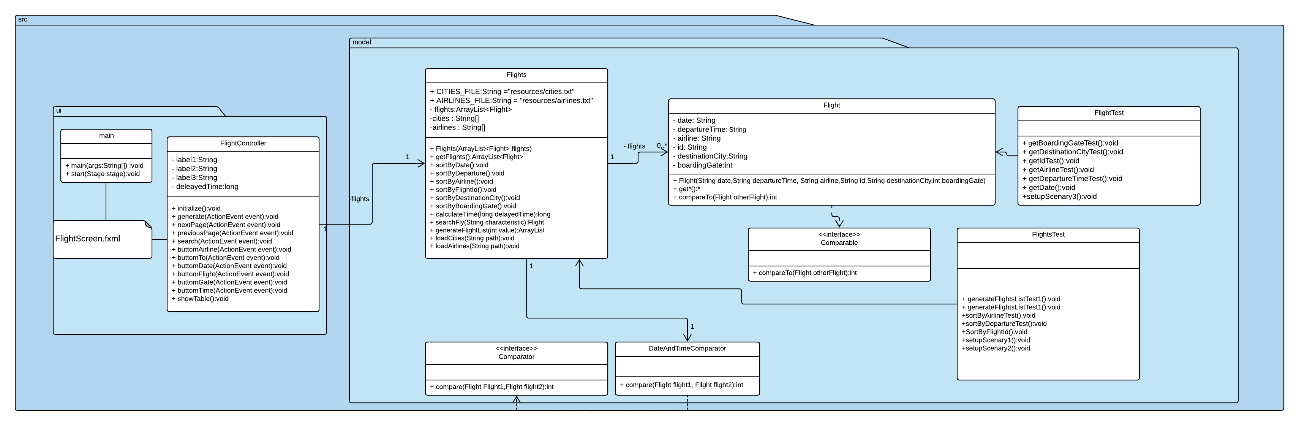 src
model
ui
main
+ main(args:String[]) :void
+ start(Stage stage):void
FlightScreen.fxml
FlightController
- label1:String
- label2:String
- label3:String
- deleayedTime:long
+ initialize():void
+ generate(ActionEvent event):void
+ nextPage(ActionEvent event):void
+ previousPage(ActionEvent event):void
+ search(ActionEvent event):void
+ buttomAirline(ActionEvent event):void
+ buttomTo(ActionEvent event):void
+ buttomDate(ActionEvent event):void
+ buttomFlight(ActionEvent event):void
+ buttomGate(ActionEvent event):void
+ buttomTime(ActionEvent event):void
+ showTable():void
1
-flights
1
Flights
+ CITIES_FILE:String ="resources/cities.txt"
+ AIRLINES_FILE:String = "resources/airlines.txt"
- flights:ArrayList<Flight>
-cities : String[]
-airlines : String[]
+ Flights(ArrayList<Flight> flights)
+ getFlights():ArrayList<Flight>
+ sortByDate():void
+ sortByDeparture():void
+ sortByAirline():void
+ sortByFlightId():void
+ sortByDestinationCity():void
+ sortByBoardingGate():void
+ calculateTime(long delayedTime):long
+ searchFly(String characteristic):Flight
+ generateFlightList(int value):ArrayList
+ loadCities(String path):void
+ loadAirlines(String path):void
1
- flights
0..*
Flight
- date: String
- departureTime: String
- airline: String
- id: String
- destinationCity:String
- boardingGate:int
+ Flight(String date,String departureTime, String airline,String id,String destinationCity,int boardingGate)
+ get*():*
+ compareTo(Flight otherFlight):int
FlightTest
+ getBoardingGateTest():void
+ getDestinationCityTest():void
+ getIdTest():void
+ getAirlineTest():void
+ getDepartureTimeTest():void
+ getDate():void
+setupScenary3():void
<<interface>>
Comparable
+ compareTo(Flight otherFlight):int
FlightsTest
+ generateFlightsListTest1():void
+ generateFlightsListTest1():void
+sortByAirlineTest():void
+sortByDepartureTest():void
+SortByFlightId():void
+setupScenary1():void
+setupScenary2():void
1
1
<<interface>>
Comparator
+ compare(Flight Flight1,Flight flight2):int
DateAndTimeComparator
+ compare(Flight flight1, Flight flight2):int